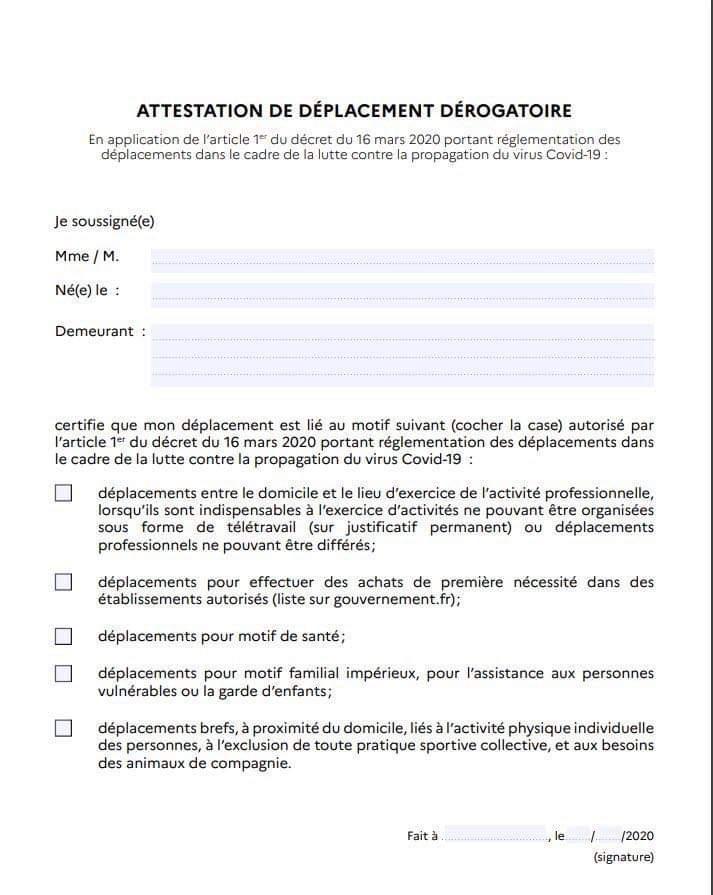 ATTESTATION DE DÉPLACEMENT DÉROGATOIRE
En application de l’article 1er du décret du 16 mars 2020 portant réglementation des
déplacements dans le cadre de la lutte contre la propagation du virus Covid-19 :
Je soussigné(e)
Mme / M.
Né(e) le :
Demeurant :
certifie que mon déplacement est lié au motif suivant (cocher la case) autorisé par
l’article 1er du décret du 16 mars 2020 portant réglementation des déplacements dans
le cadre de la lutte contre la propagation du virus Covid-19 :
déplacements entre le domicile et le lieu d’exercice de l’activité professionnelle,
lorsqu’ils sont indispensables à l’exercice d’activités ne pouvant être organisées
sous forme de télétravail (sur justificatif permanent) ou déplacements
professionnels ne pouvant être différés;
déplacements pour effectuer des achats de première nécessité dans des
établissements autorisés (liste sur gouvernement.fr);
déplacements pour motif de santé;
déplacements pour motif familial impérieux, pour l’assistance aux personnes
vulnérables ou la garde d’enfants;
déplacements brefs, à proximité du domicile, liés à l’activité physique individuelle
des personnes, à l’exclusion de toute pratique sportive collective, et aux besoins
des animaux de compagnie.
Fait à ................................, le ......./......./2020
(signature)